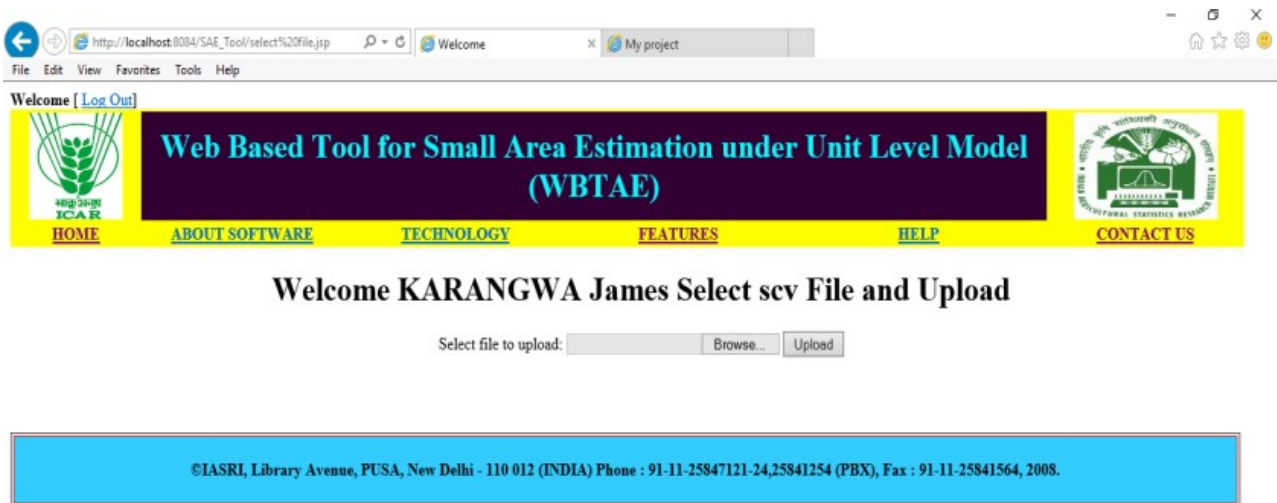 http://localhost:8084/SAE_Tool/select%20file.jsp
Welcome
My project
File Edit View Favorites Tools Help
Welcome [ Log Out]
Web Based Tool for Small Area Estimation under Unit Level Model
(WBTAE)
भाकृअनुप
ICAR
HOME ABOUT SOFTWARE TECHNOLOGY FEATURES HELP CONTACT US
Welcome KARANGWA James Select scv File and Upload
Select file to upload: Browse... Upload
©IASRI, Library Avenue, PUSA, New Delhi - 110 012 (INDIA) Phone : 91-11-25847121-24,25841254 (PBX), Fax : 91-11-25841564, 2008.